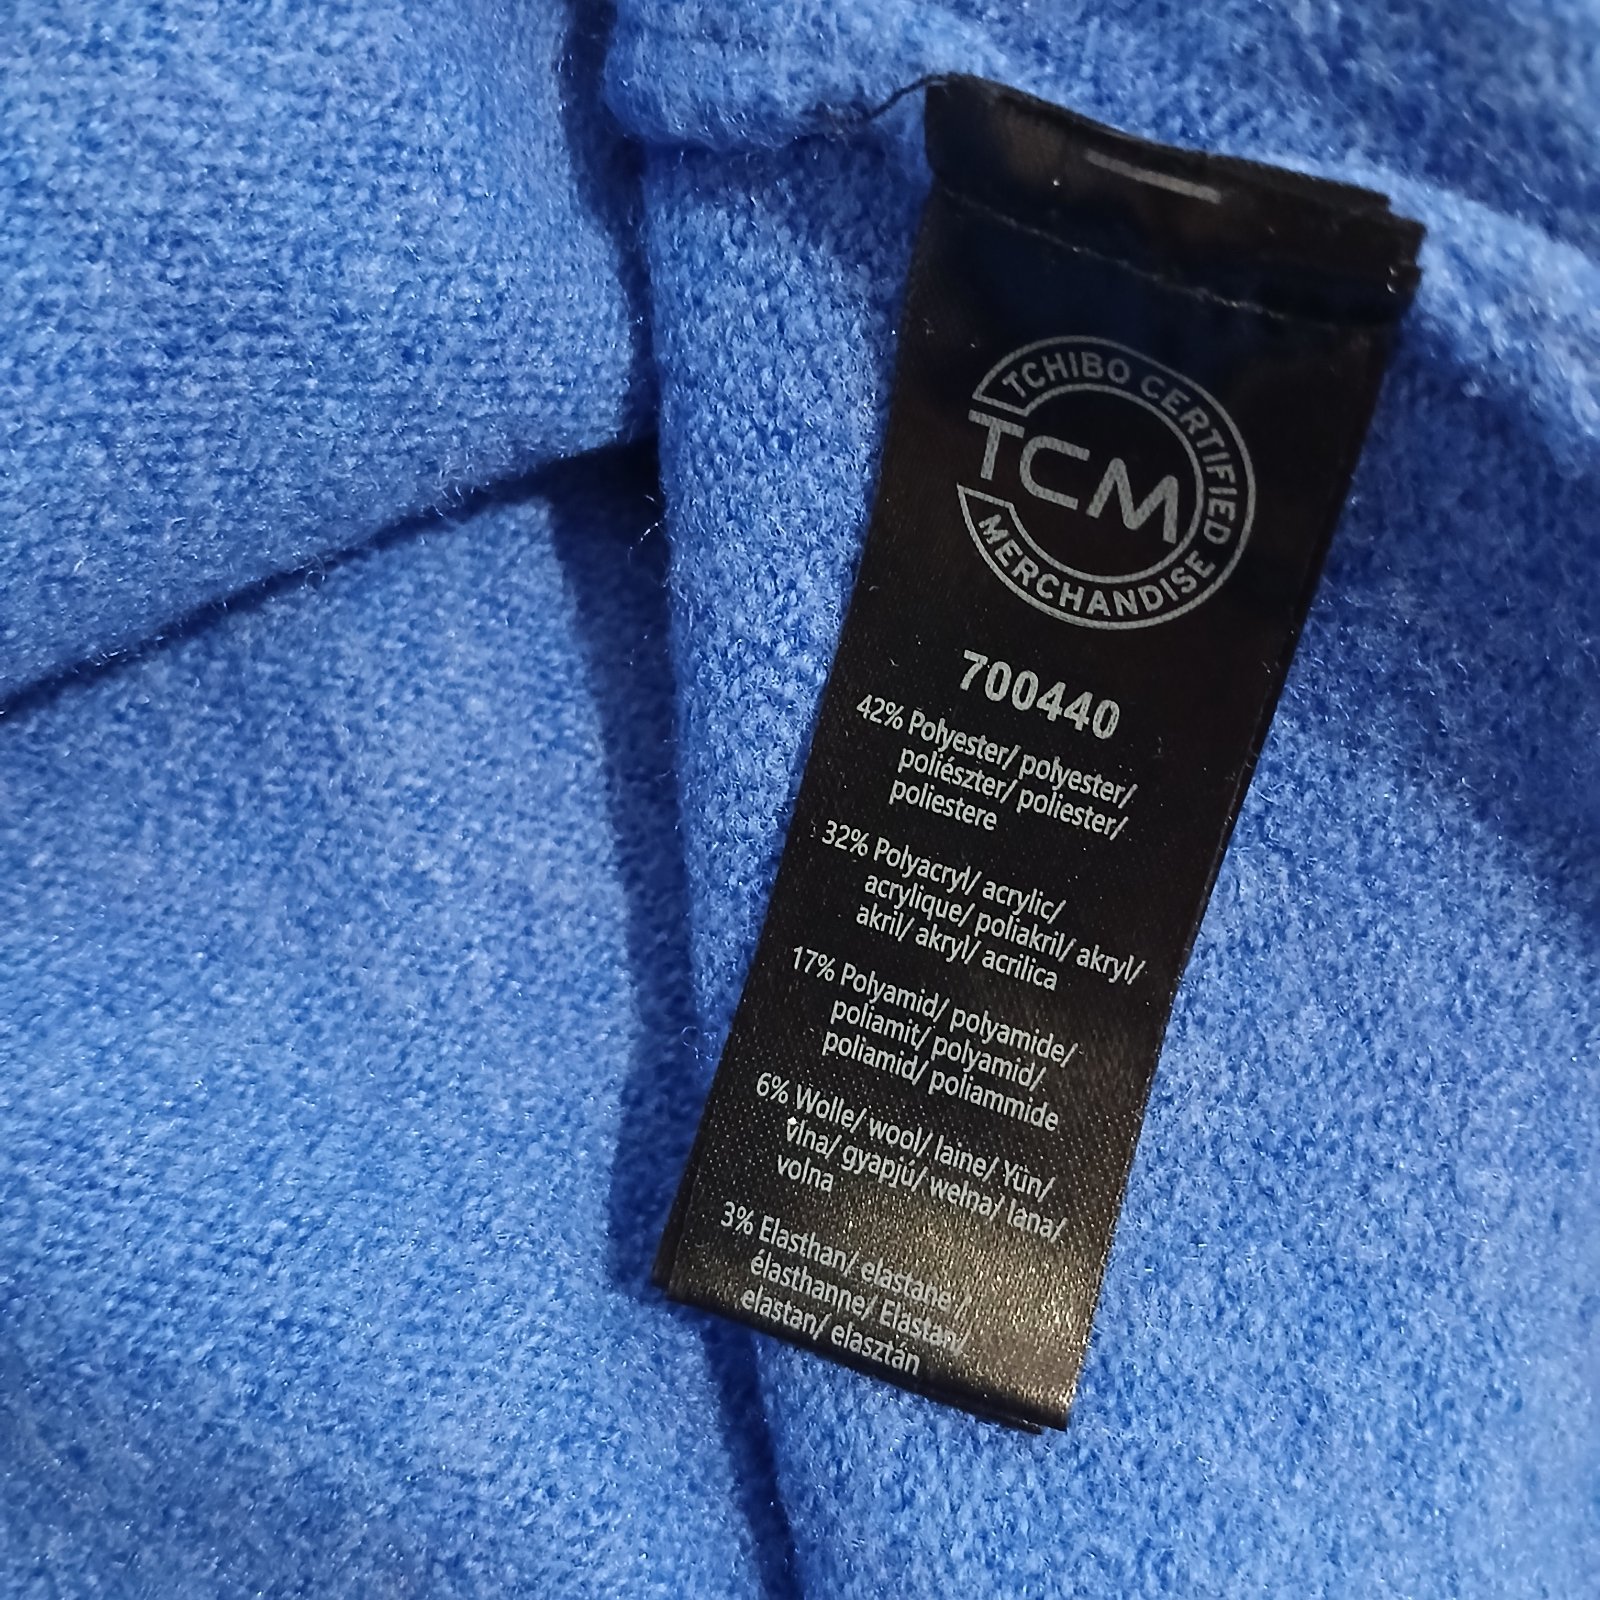 TCHIBO CERTIFIED
TCM
MERCHANDISE
700440
42% Polyester/ polyester/
poliészter/ poliester/
poliestere
32% Polyacryl/ acrylic/
acrylique/ poliakril/ akryl/
akril/ akryl/ acrilica
17% Polyamid/ polyamide/
poliamit/ polyamid/
poliamid/ poliammide
6% Wolle/ wool/ laine/ Yün/
vlna/ gyapjú/ wełna/ lana/
volna
3% Elasthan/ elastane /
élasthanne/ Elastan/
elastan/ elasztán